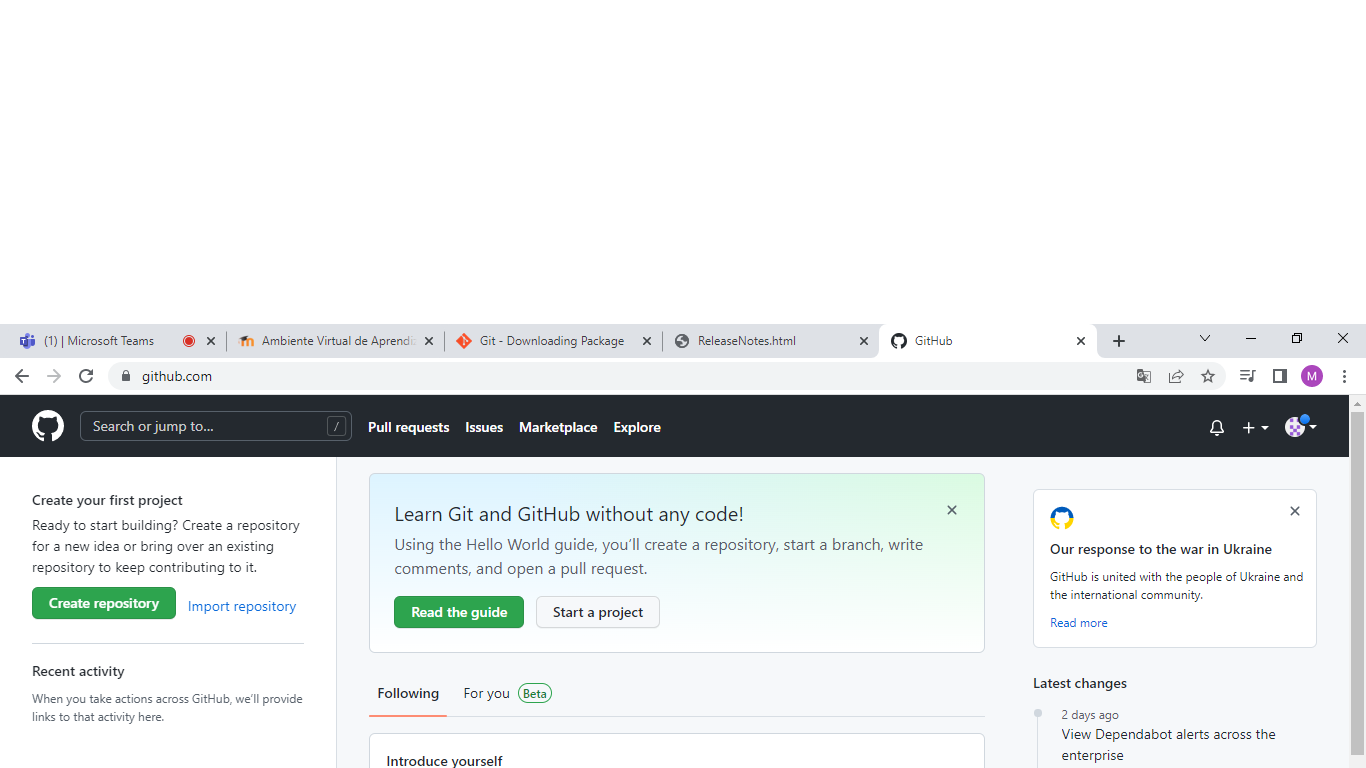 (1) | Microsoft Teams
Ambiente Virtual de Aprendi
Git - Downloading Package
ReleaseNotes.html
GitHub
github.com
M
Search or jump to...
/
Pull requests
Issues
Marketplace
Explore
Create your first project
Ready to start building? Create a repository
for a new idea or bring over an existing
repository to keep contributing to it.
Create repository
Import repository
Recent activity
When you take actions across GitHub, we'll provide
links to that activity here.
Learn Git and GitHub without any code!
Using the Hello World guide, you'll create a repository, start a branch, write
comments, and open a pull request.
Read the guide
Start a project
Following
For you
Beta
Introduce yourself
Our response to the war in Ukraine
GitHub is united with the people of Ukraine and
the international community.
Read more
Latest changes
2 days ago
View Dependabot alerts across the
enterprise